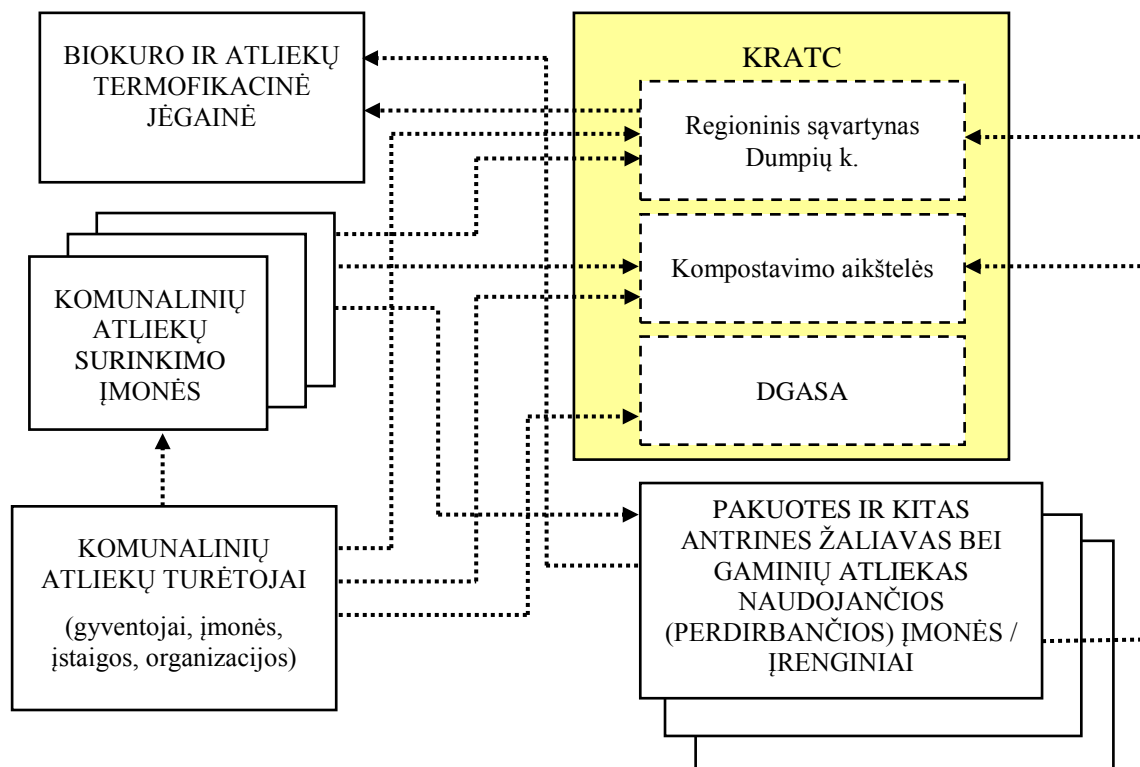 BIOKURO IR ATLIEKŲ
TERMOFIKACINĖ
JĖGAINĖ
KRATC
Regioninis sąvartynas
Dumpių k.
Kompostavimo aikštelės
DGASA
KOMUNALINIŲ
ATLIEKŲ
SURINKIMO
ĮMONĖS
KOMUNALINIŲ
ATLIEKŲ TURĖTOJAI
(gyventojai, įmonės,
įstaigos, organizacijos)
PAKUOTES IR KITAS
ANTRINES ŽALIAVAS BEI
GAMINIŲ ATLIEKAS
NAUDOJANČIOS
(PERDIRBANČIOS) ĮMONĖS /
ĮRENGINIAI